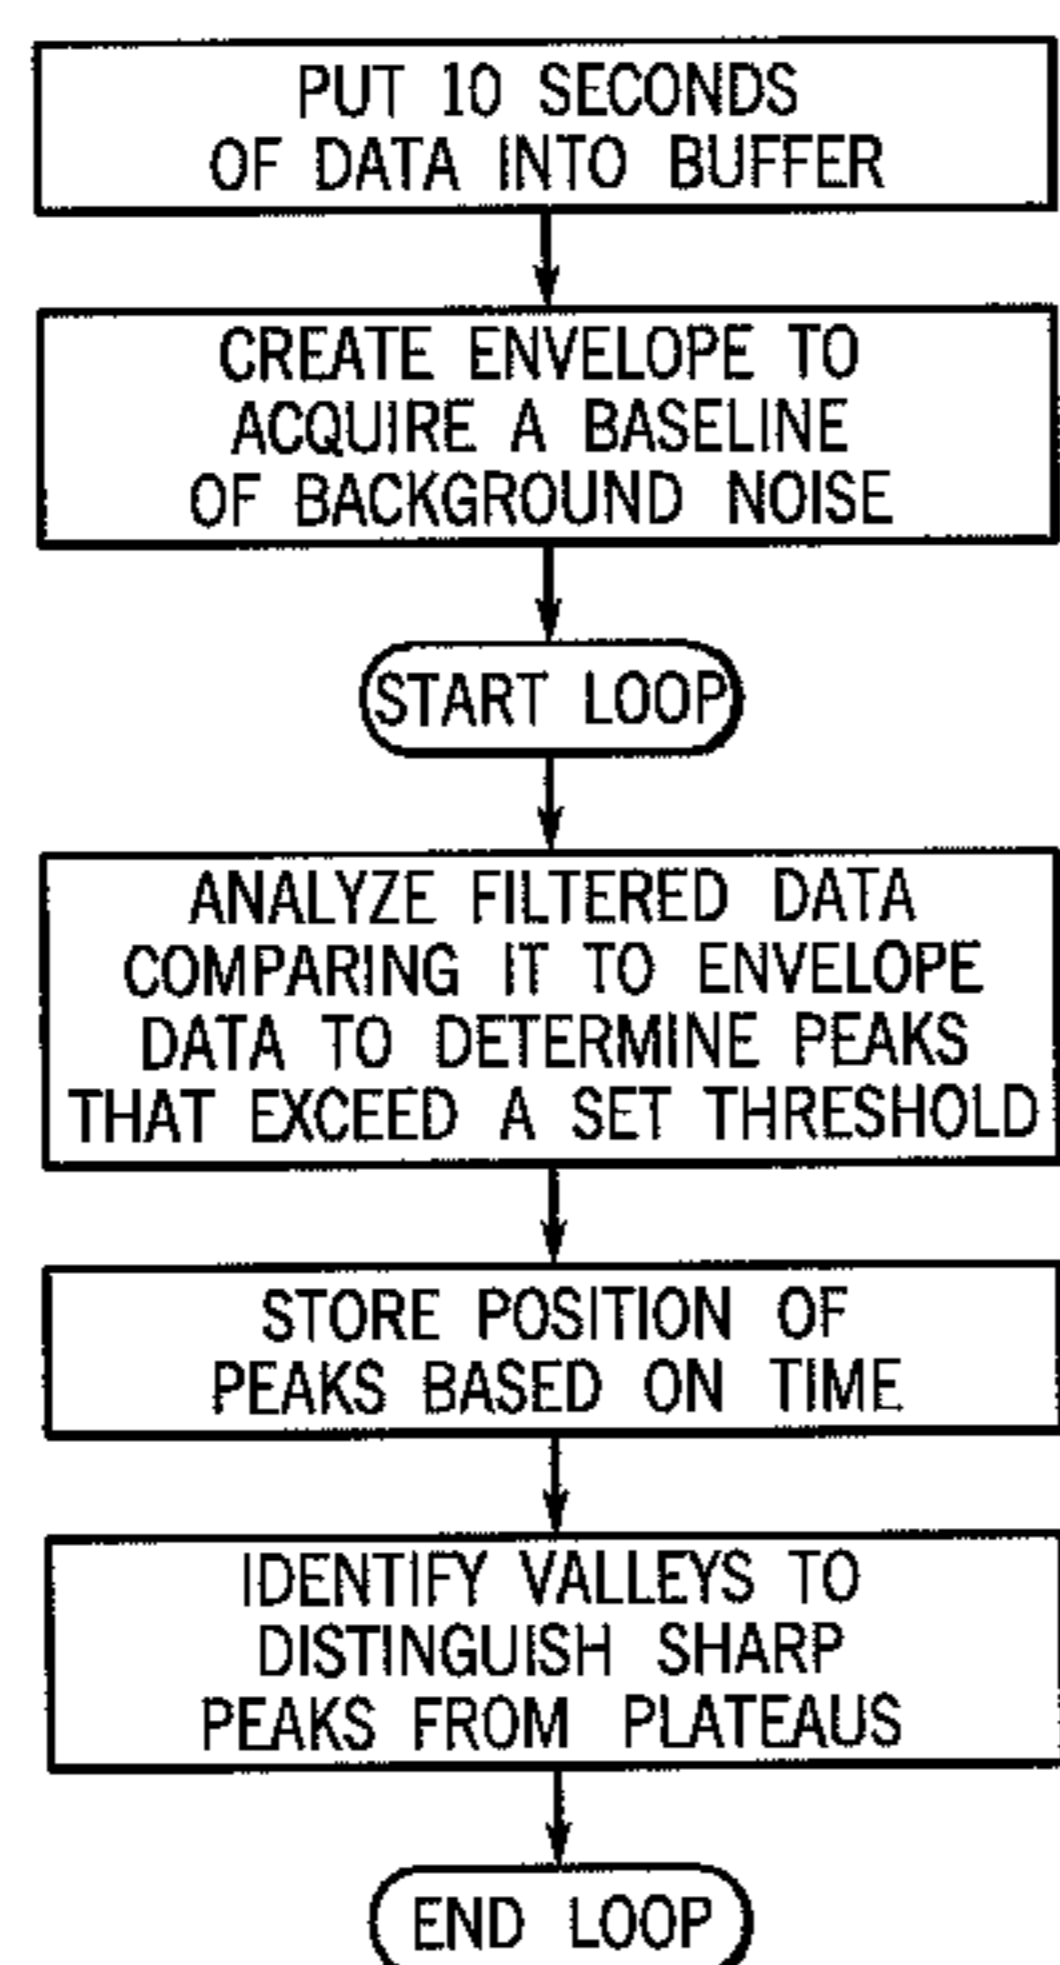 PUT 10 SECONDS
OF DATA INTO BUFFER
CREATE ENVELOPE TO
ACQUIRE A BASELINE
OF BACKGROUND NOISE
START LOOP
ANALYZE FILTERED DATA
COMPARING IT TO ENVELOPE
DATA TO DETERMINE PEAKS
THAT EXCEED A SET THRESHOLD
STORE POSITION OF
PEAKS BASED ON TIME
IDENTIFY VALLEYS TO
DISTINGUISH SHARP
PEAKS FROM PLATEAUS
END LOOP